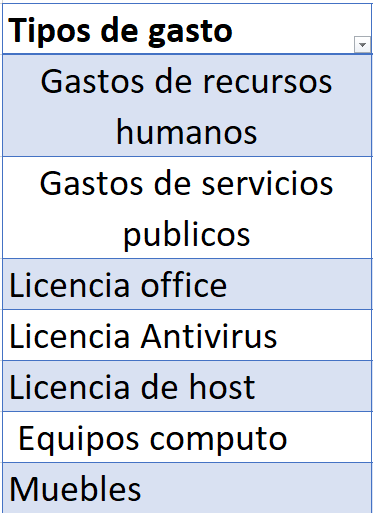 Tipos de gasto
Gastos de recursos
humanos
Gastos de servicios
publicos
Licencia office
Licencia Antivirus
Licencia de host
Equipos computo
Muebles